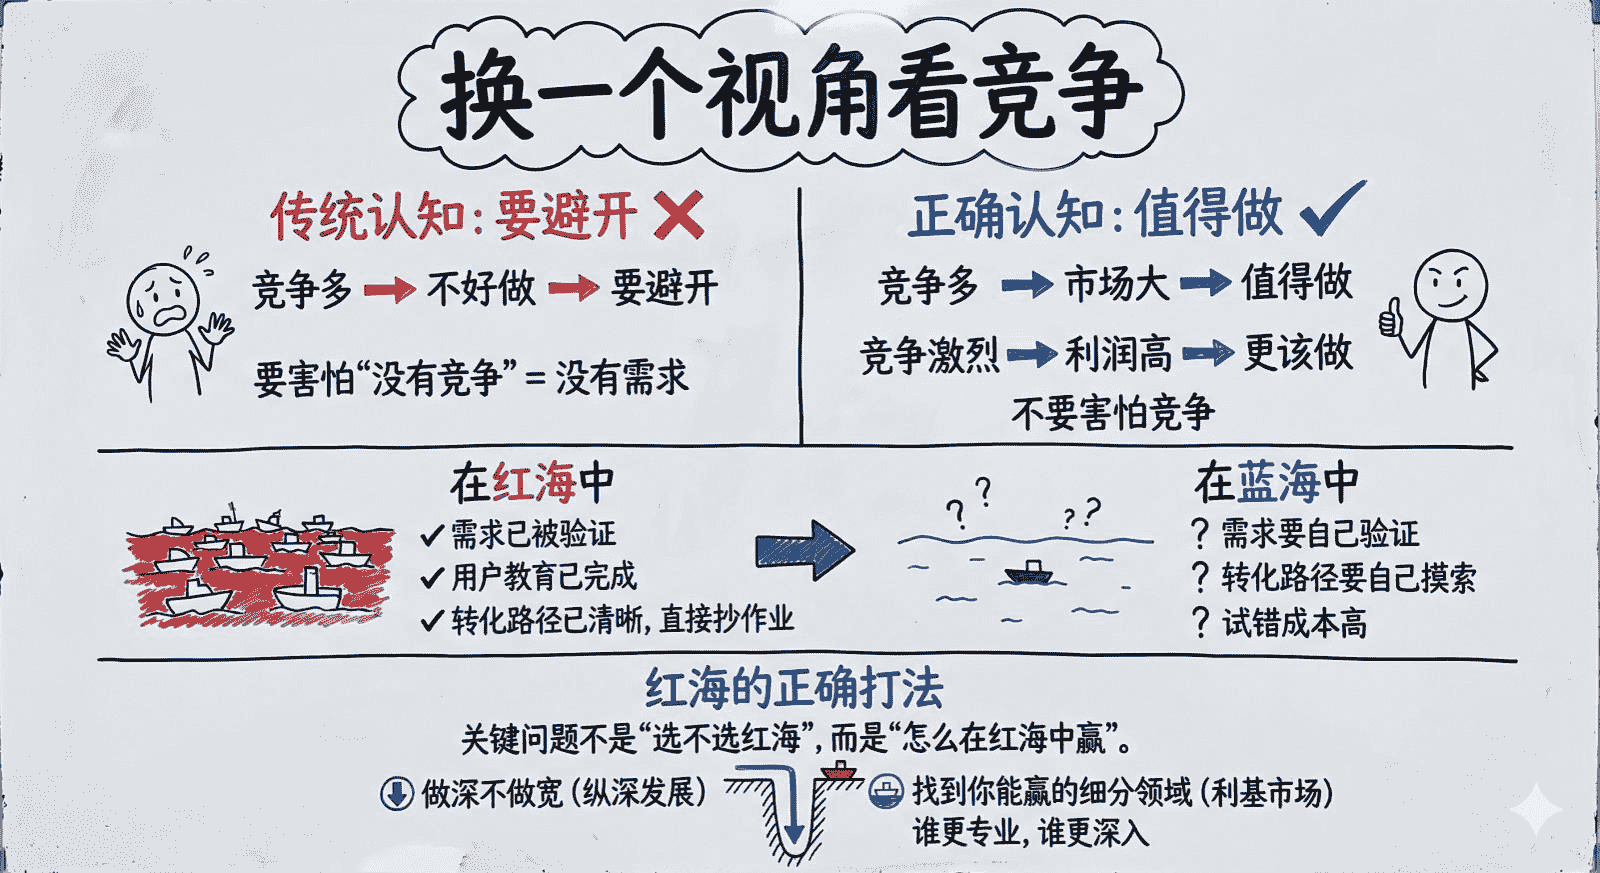 换一个视角看竞争
传统认知：要避开
竞争多 不好做 要避开
要害怕“没有竞争” = 没有需求
正确认知：值得做
竞争多 市场大 值得做
竞争激烈 利润高 更该做
不要害怕竞争
在红海中
✓ 需求已被验证
✓ 用户教育已完成
✓ 转化路径已清晰, 直接抄作业
? ? ? ?
在蓝海中
? 需求要自己验证
? 转化路径要自己摸索
? 试错成本高
红海的正确打法
关键问题不是“选不选红海”, 而是“怎么在红海中赢”。
做深不做宽 (纵深发展)
找到你能赢的细分领域 (利基市场)
谁更专业, 谁更深入